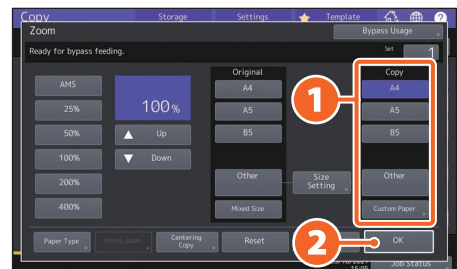 Copy Storage Settings Template
Zoom Bypass Usage
Ready for bypass feeding. Set 1
Original Copy
AMS A4 A4
100%
25% A5 A5
50% Up B5 B5
100% Down
200% Other Size Setting Other
400% Mixed Size Custom Paper
Paper Type Photo Zoom Centering Copy Reset OK
15:05 Job Status
1
2